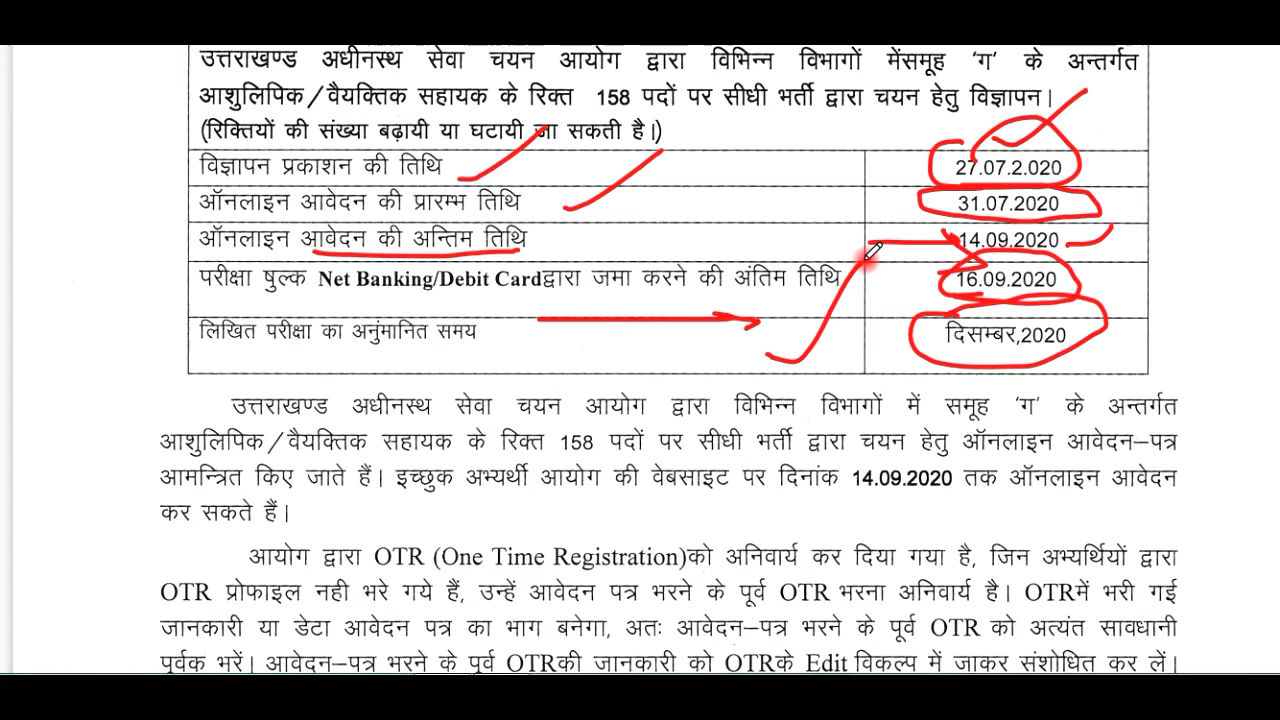 उत्तराखण्ड अधीनस्थ सेवा चयन आयोग द्वारा विभिन्न विभागों मेंसमूह 'ग' के अन्तर्गत
आशुलिपिक/वैयक्तिक सहायक के रिक्त 158 पदों पर सीधी भर्ती द्वारा चयन हेतु विज्ञापन।
(रिक्तियों की संख्या बढ़ायी या घटायी जा सकती है।)
विज्ञापन प्रकाशन की तिथि 27.07.2.020
ऑनलाइन आवेदन की प्रारम्भ तिथि 31.07.2020
ऑनलाइन आवेदन की अन्तिम तिथि 14.09.2020
परीक्षा षुल्क Net Banking/Debit Cardद्वारा जमा करने की अंतिम तिथि 16.09.2020
लिखित परीक्षा का अनुंमानित समय दिसम्बर,2020
उत्तराखण्ड अधीनस्थ सेवा चयन आयोग द्वारा विभिन्न विभागों में समूह 'ग' के अन्तर्गत
आशुलिपिक/वैयक्तिक सहायक के रिक्त 158 पदों पर सीधी भर्ती द्वारा चयन हेतु ऑनलाइन आवेदन–पत्र
आमन्त्रित किए जाते हैं। इच्छुक अभ्यर्थी आयोग की वेबसाइट पर दिनांक 14.09.2020 तक ऑनलाइन आवेदन
कर सकते हैं।
आयोग द्वारा OTR (One Time Registration)को अनिवार्य कर दिया गया है, जिन अभ्यर्थियों द्वारा
OTR प्रोफाइल नही भरे गये हैं, उन्हें आवेदन पत्र भरने के पूर्व OTR भरना अनिवार्य है। OTRमें भरी गई
जानकारी या डेटा आवेदन पत्र का भाग बनेगा, अतः आवेदन–पत्र भरने के पूर्व OTR को अत्यंत सावधानी
पूर्वक भरें। आवेदन–पत्र भरने के पूर्व OTRकी जानकारी को OTRके Edit विकल्प में जाकर संशोधित कर लें।